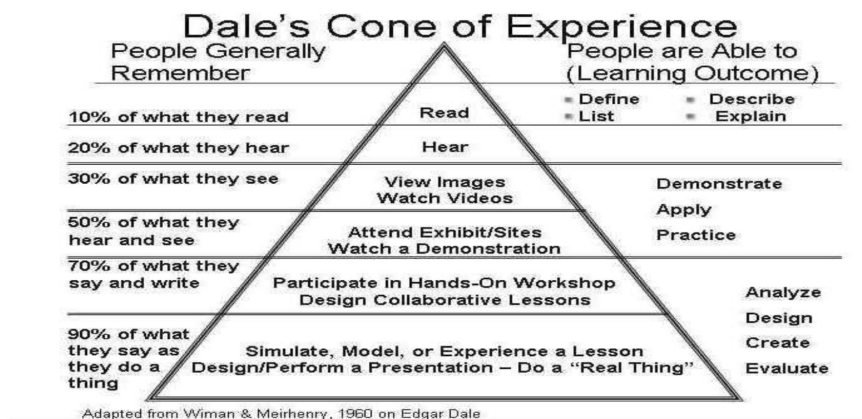 Dale's Cone of Experience
People Generally
Remember
People are Able to
(Learning Outcome)
Define
Describe
List
Explain
10% of what they read
Read
20% of what they hear
Hear
30% of what they see
View Images
Watch Videos
Demonstrate
Apply
Practice
50% of what they
hear and see
Attend Exhibit/Sites
Watch a Demonstration
70% of what they
say and write
Participate in Hands-On Workshop
Design Collaborative Lessons
Analyze
Design
Create
Evaluate
90% of what
they say as
they do a
thing
Simulate, Model, or Experience a Lesson
Design/Perform a Presentation – Do a “Real Thing”
Adapted from Wiman & Meirhenry, 1960 on Edgar Dale